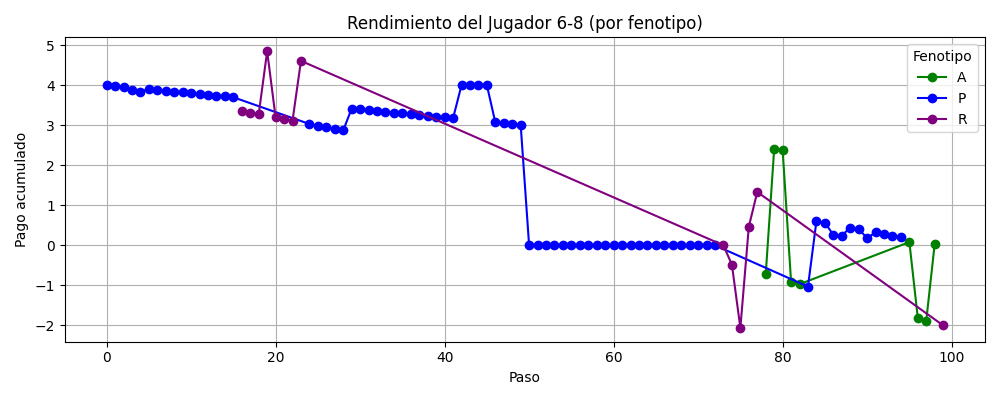 Rendimiento del Jugador 6-8 (por fenotipo)
Pago acumulado
5
4
3
2
1
0
−1
−2
Fenotipo
A
P
R
0 20 40 60 80 100
Paso